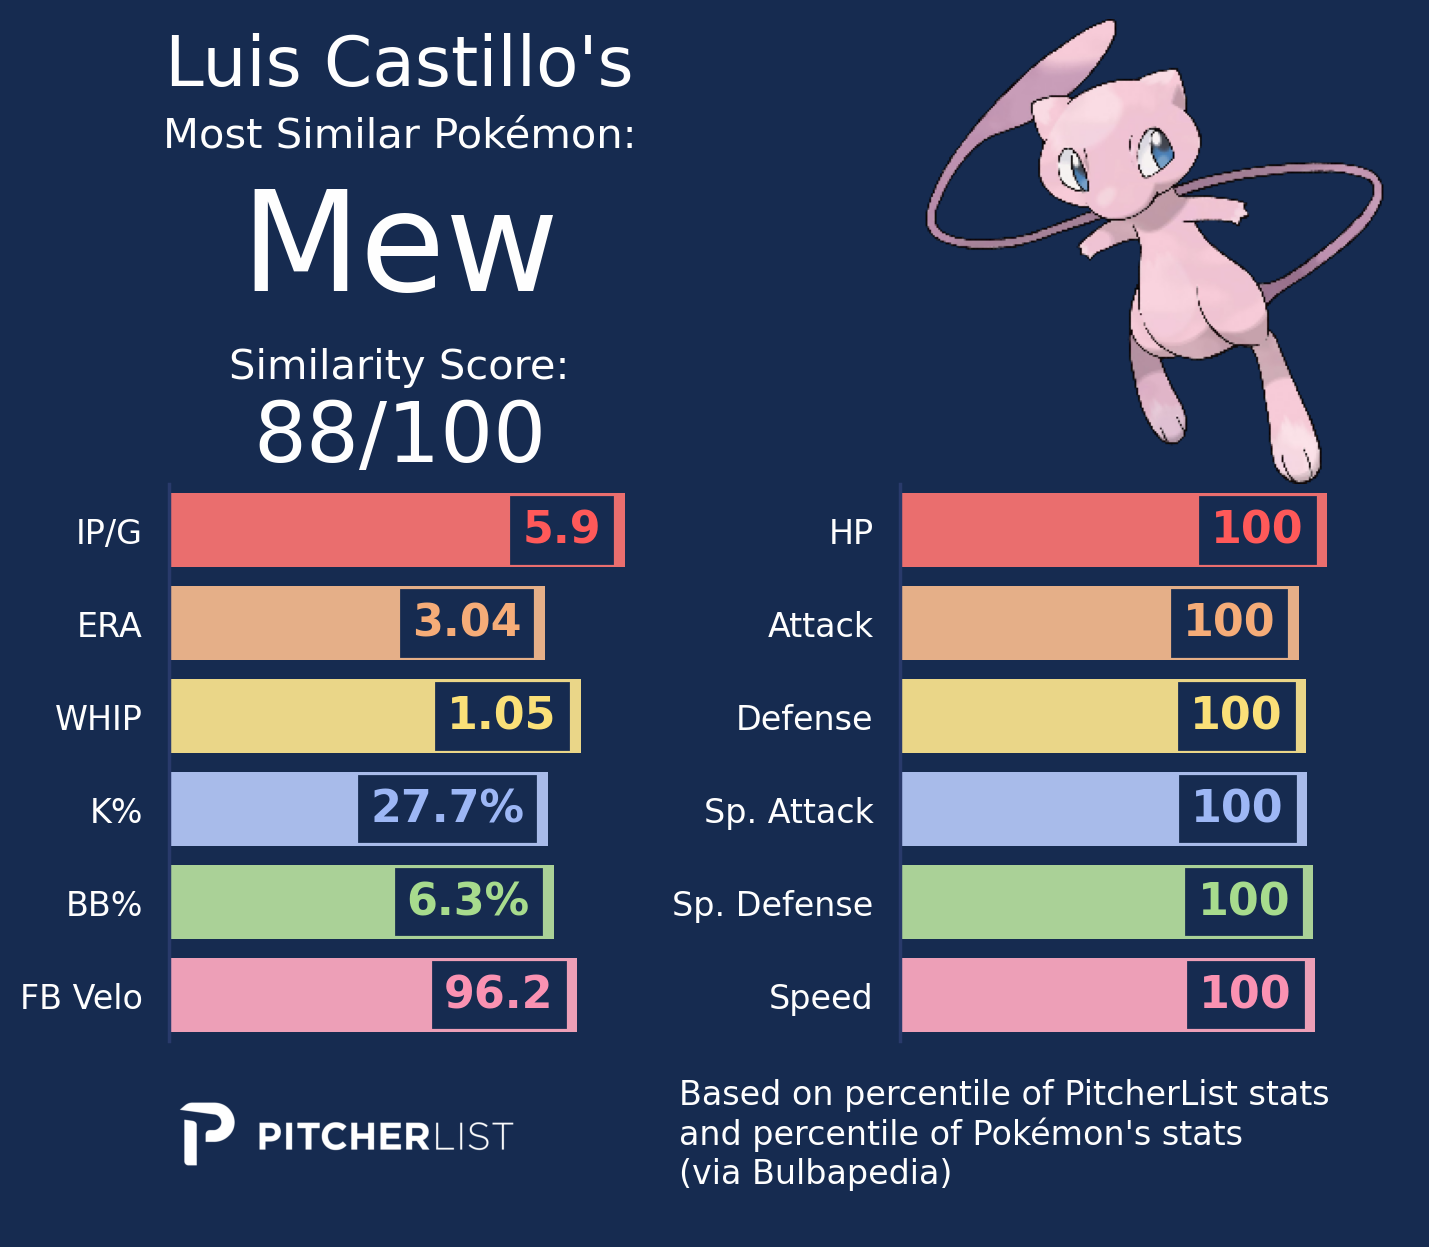 Luis Castillo's
Most Similar Pokémon:
Mew
Similarity Score:
88/100
IP/G 5.9
ERA 3.04
WHIP 1.05
K% 27.7%
BB% 6.3%
FB Velo 96.2
HP 100
Attack 100
Defense 100
Sp. Attack 100
Sp. Defense 100
Speed 100
PITCHERLIST
Based on percentile of PitcherList stats
and percentile of Pokémon's stats
(via Bulbapedia)